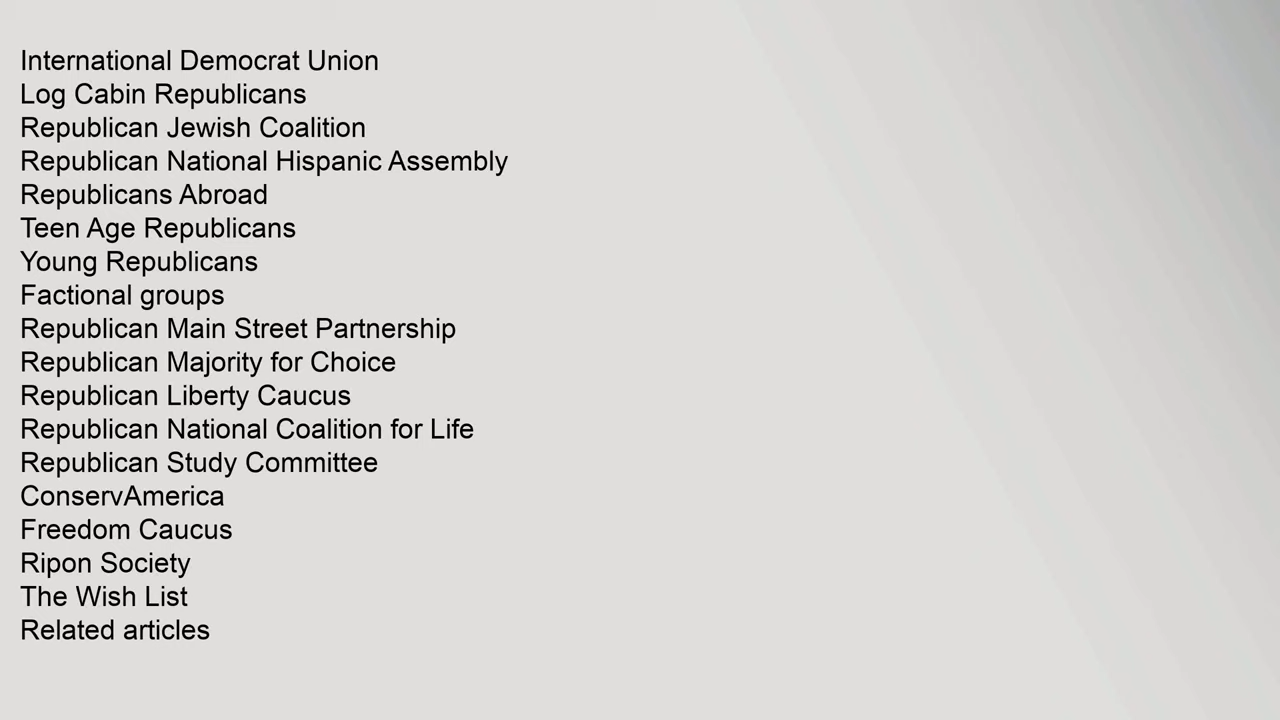 International Democrat Union
Log Cabin Republicans
Republican Jewish Coalition
Republican National Hispanic Assembly
Republicans Abroad
Teen Age Republicans
Young Republicans
Factional groups
Republican Main Street Partnership
Republican Majority for Choice
Republican Liberty Caucus
Republican National Coalition for Life
Republican Study Committee
ConservAmerica
Freedom Caucus
Ripon Society
The Wish List
Related articles